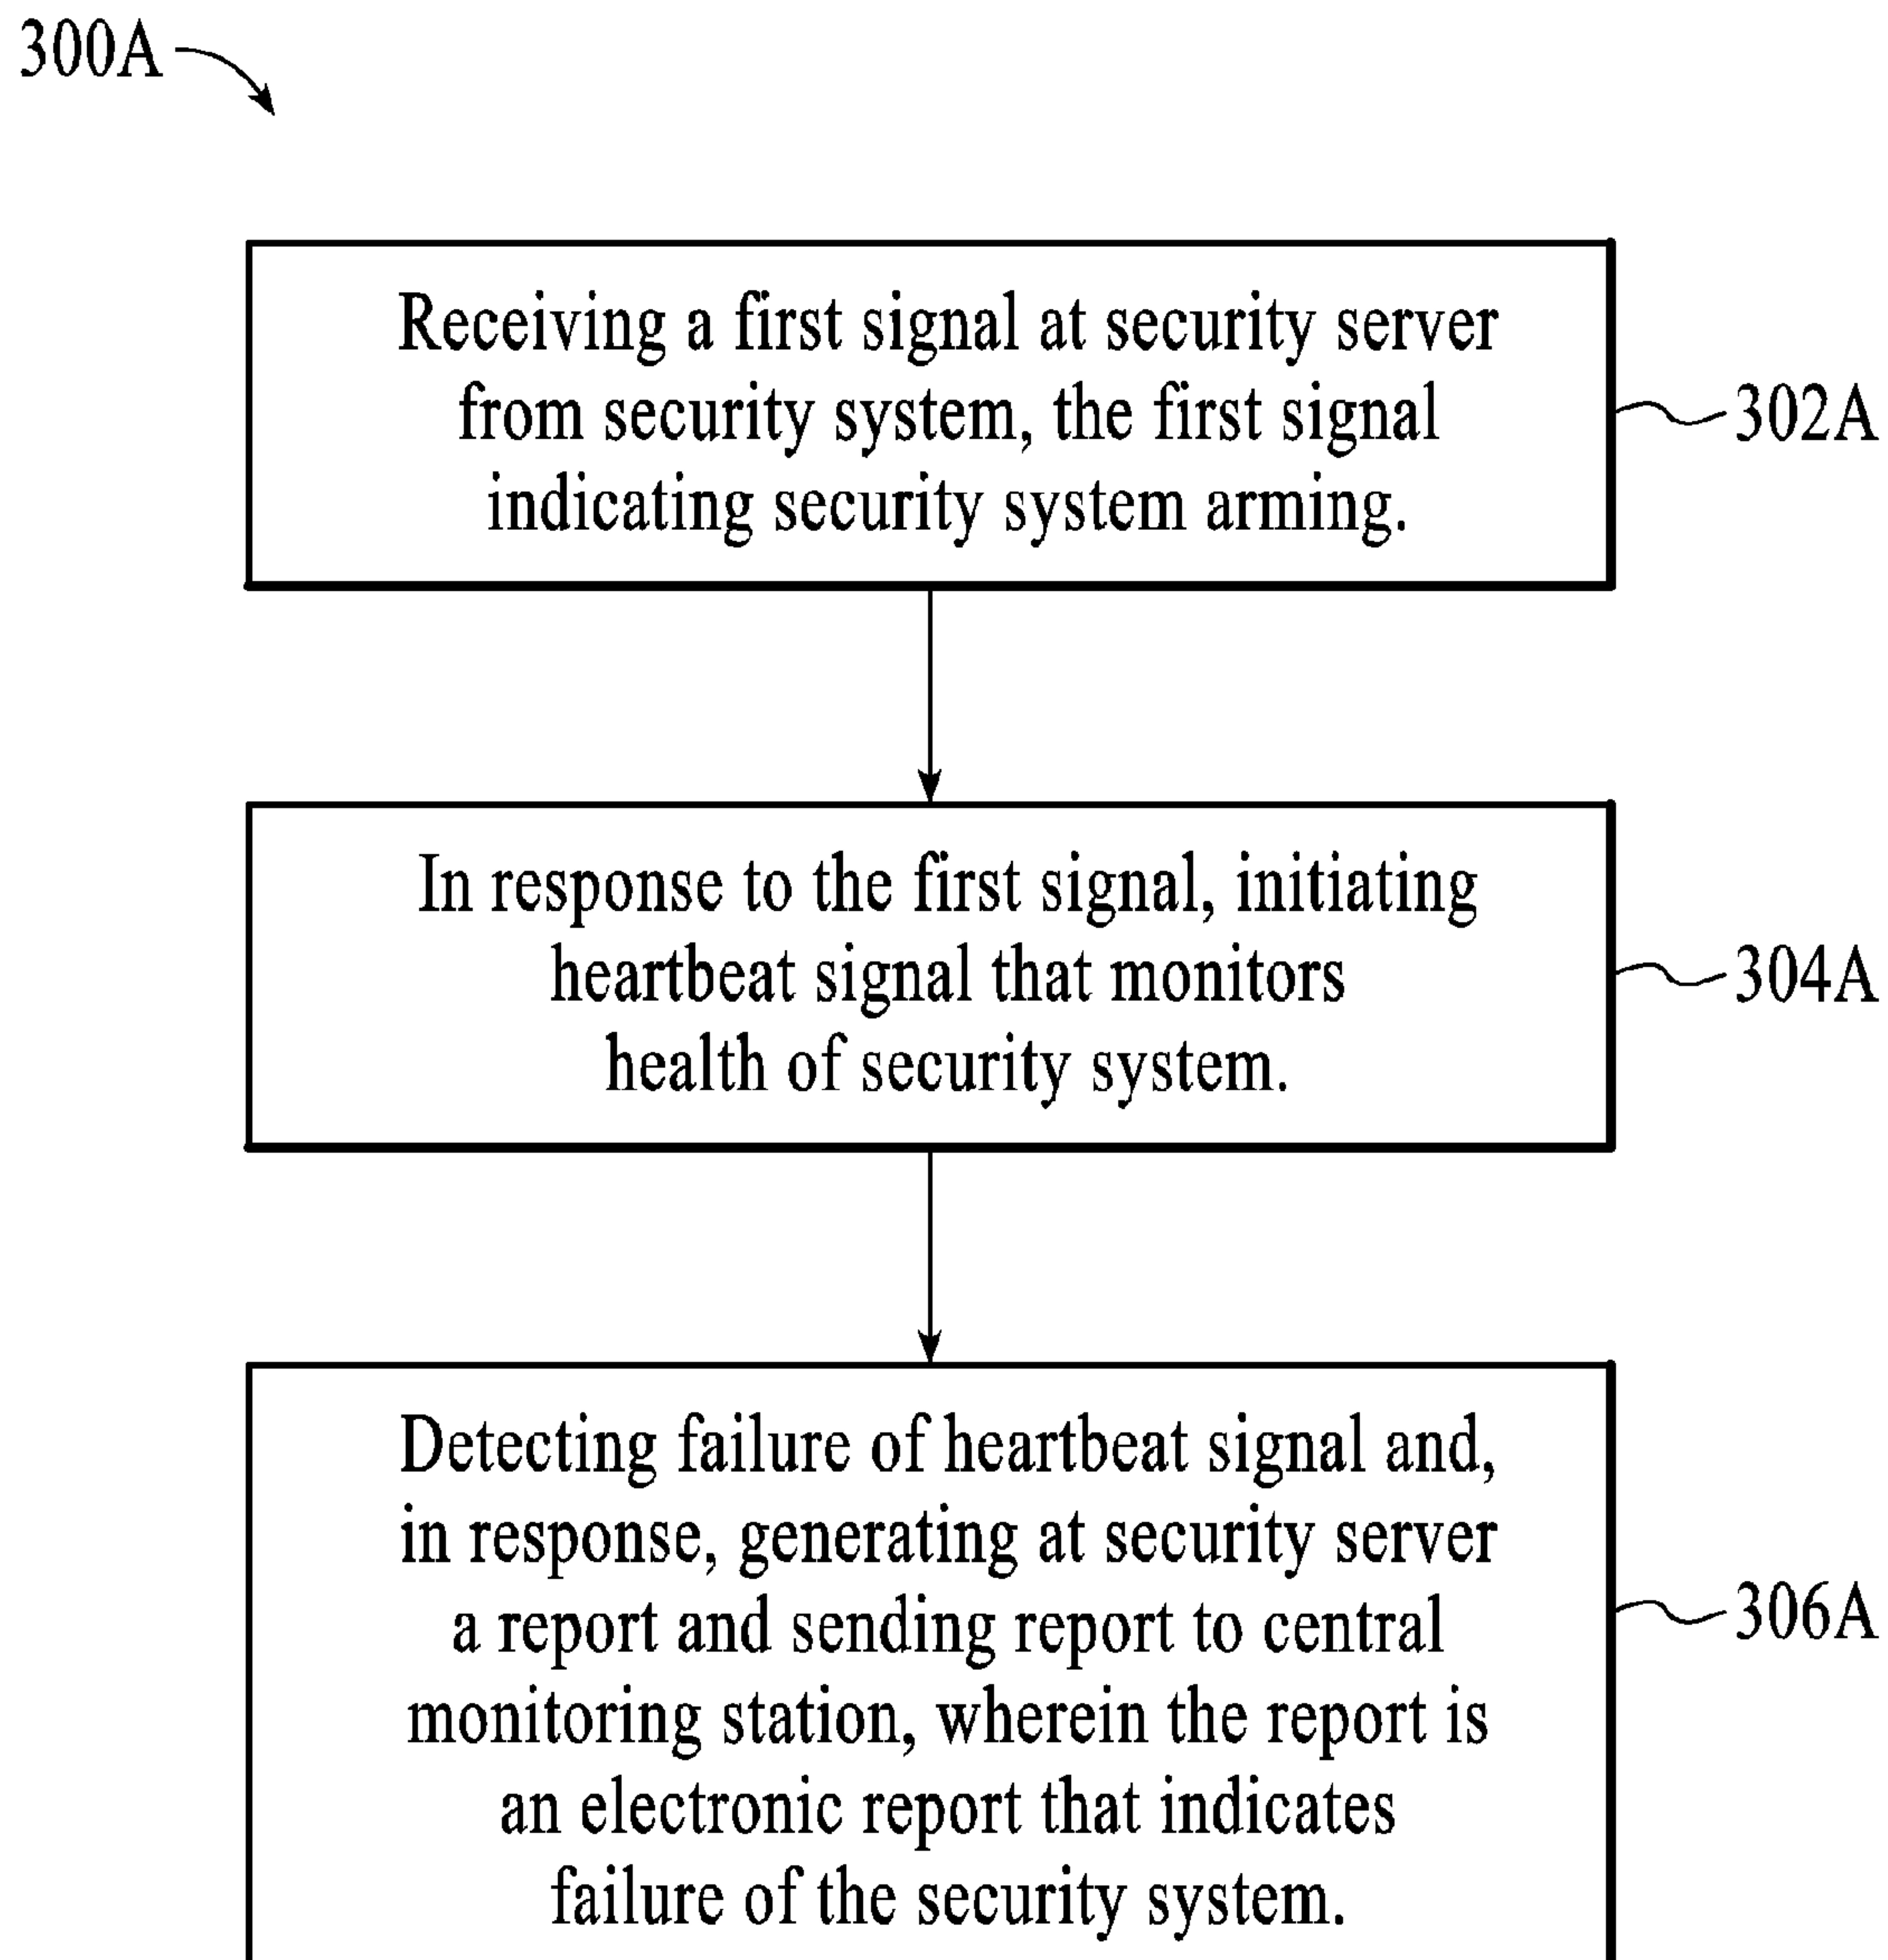 300A
Receiving a first signal at security server
from security system, the first signal
indicating security system arming.
302A
In response to the first signal, initiating
heartbeat signal that monitors
health of security system.
304A
Detecting failure of heartbeat signal and,
in response, generating at security server
a report and sending report to central
monitoring station, wherein the report is
an electronic report that indicates
failure of the security system.
306A